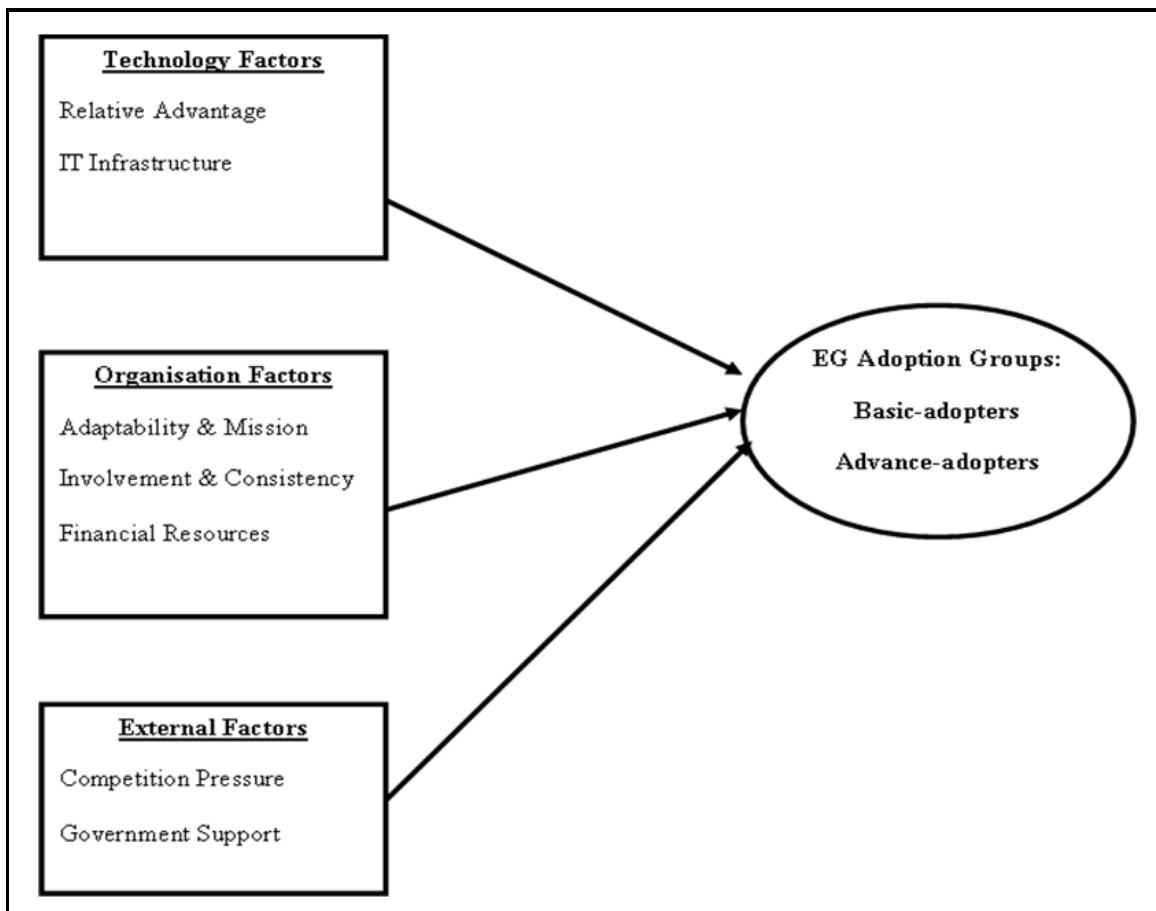 Technology Factors
Relative Advantage
IT Infrastructure
Organisation Factors
Adaptability & Mission
Involvement & Consistency
Financial Resources
External Factors
Competition Pressure
Government Support
EG Adoption Groups:
Basic-adopters
Advance-adopters